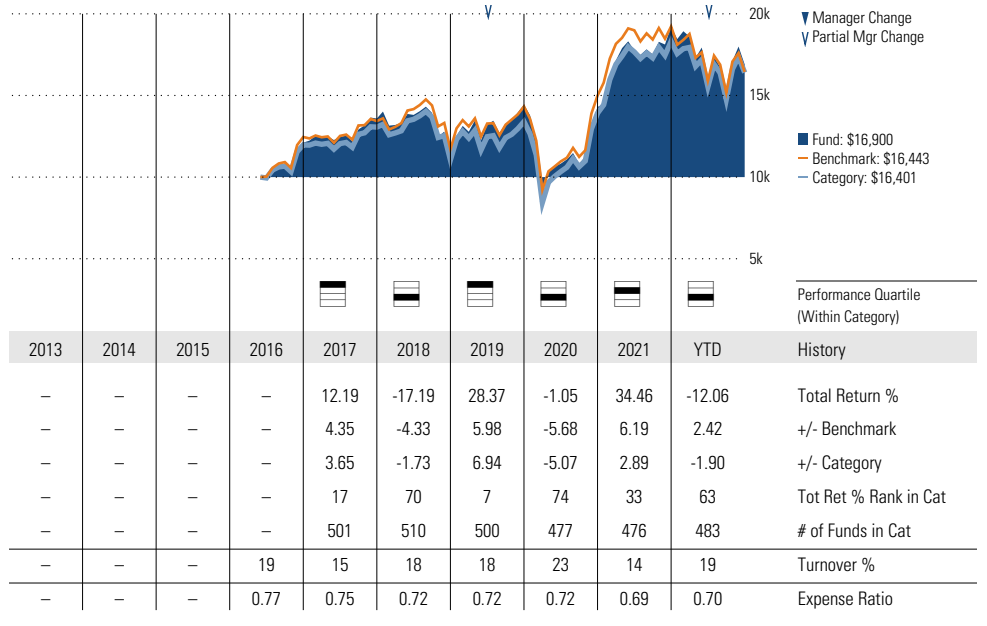 20k
15k
10k
5k
Manager Change
Partial Mgr Change
Fund: $16,900
Benchmark: $16,443
Category: $16,401
Performance Quartile
(Within Category)
2013 2014 2015 2016 2017 2018 2019 2020 2021 YTD History
– – – – 12.19 -17.19 28.37 -1.05 34.46 -12.06 Total Return %
– – – – 4.35 -4.33 5.98 -5.68 6.19 2.42 +/- Benchmark
– – – – 3.65 -1.73 6.94 -5.07 2.89 -1.90 +/- Category
– – – – 17 70 7 74 33 63 Tot Ret % Rank in Cat
– – – – 501 510 500 477 476 483 # of Funds in Cat
– – – 19 15 18 18 23 14 19 Turnover %
– – – 0.77 0.75 0.72 0.72 0.72 0.69 0.70 Expense Ratio